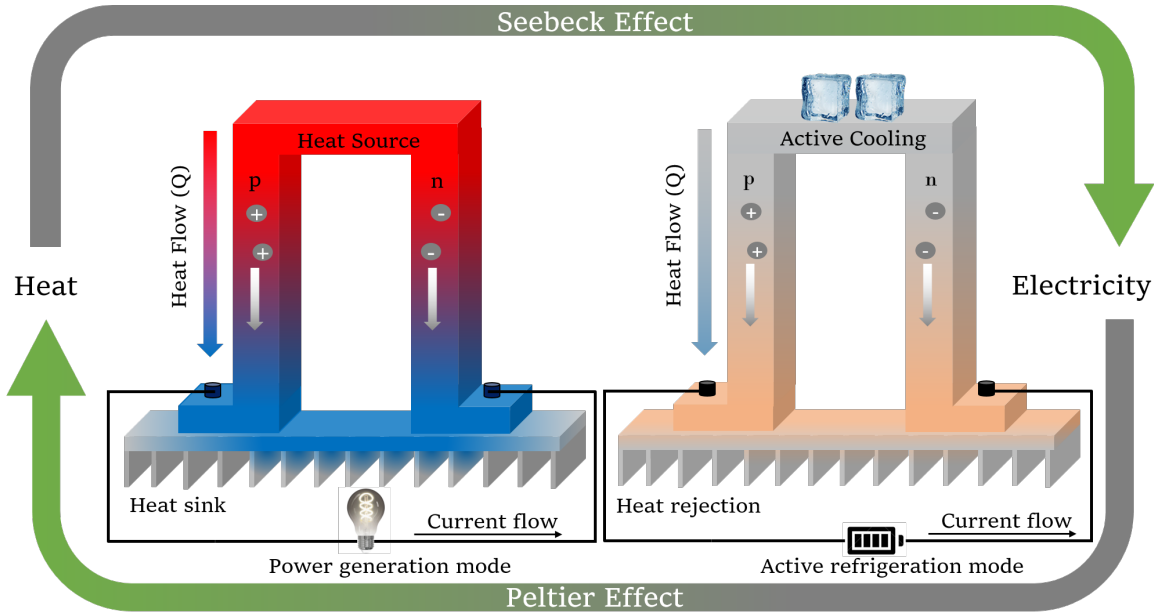 Seebeck Effect
Heat Source
Heat Flow (Q)
p
n
+
-
+
-
Heat sink
Current flow
Power generation mode
Active Cooling
Heat Flow (Q)
p
n
+
-
+
-
Heat rejection
Current flow
Active refrigeration mode
Heat
Electricity
Peltier Effect